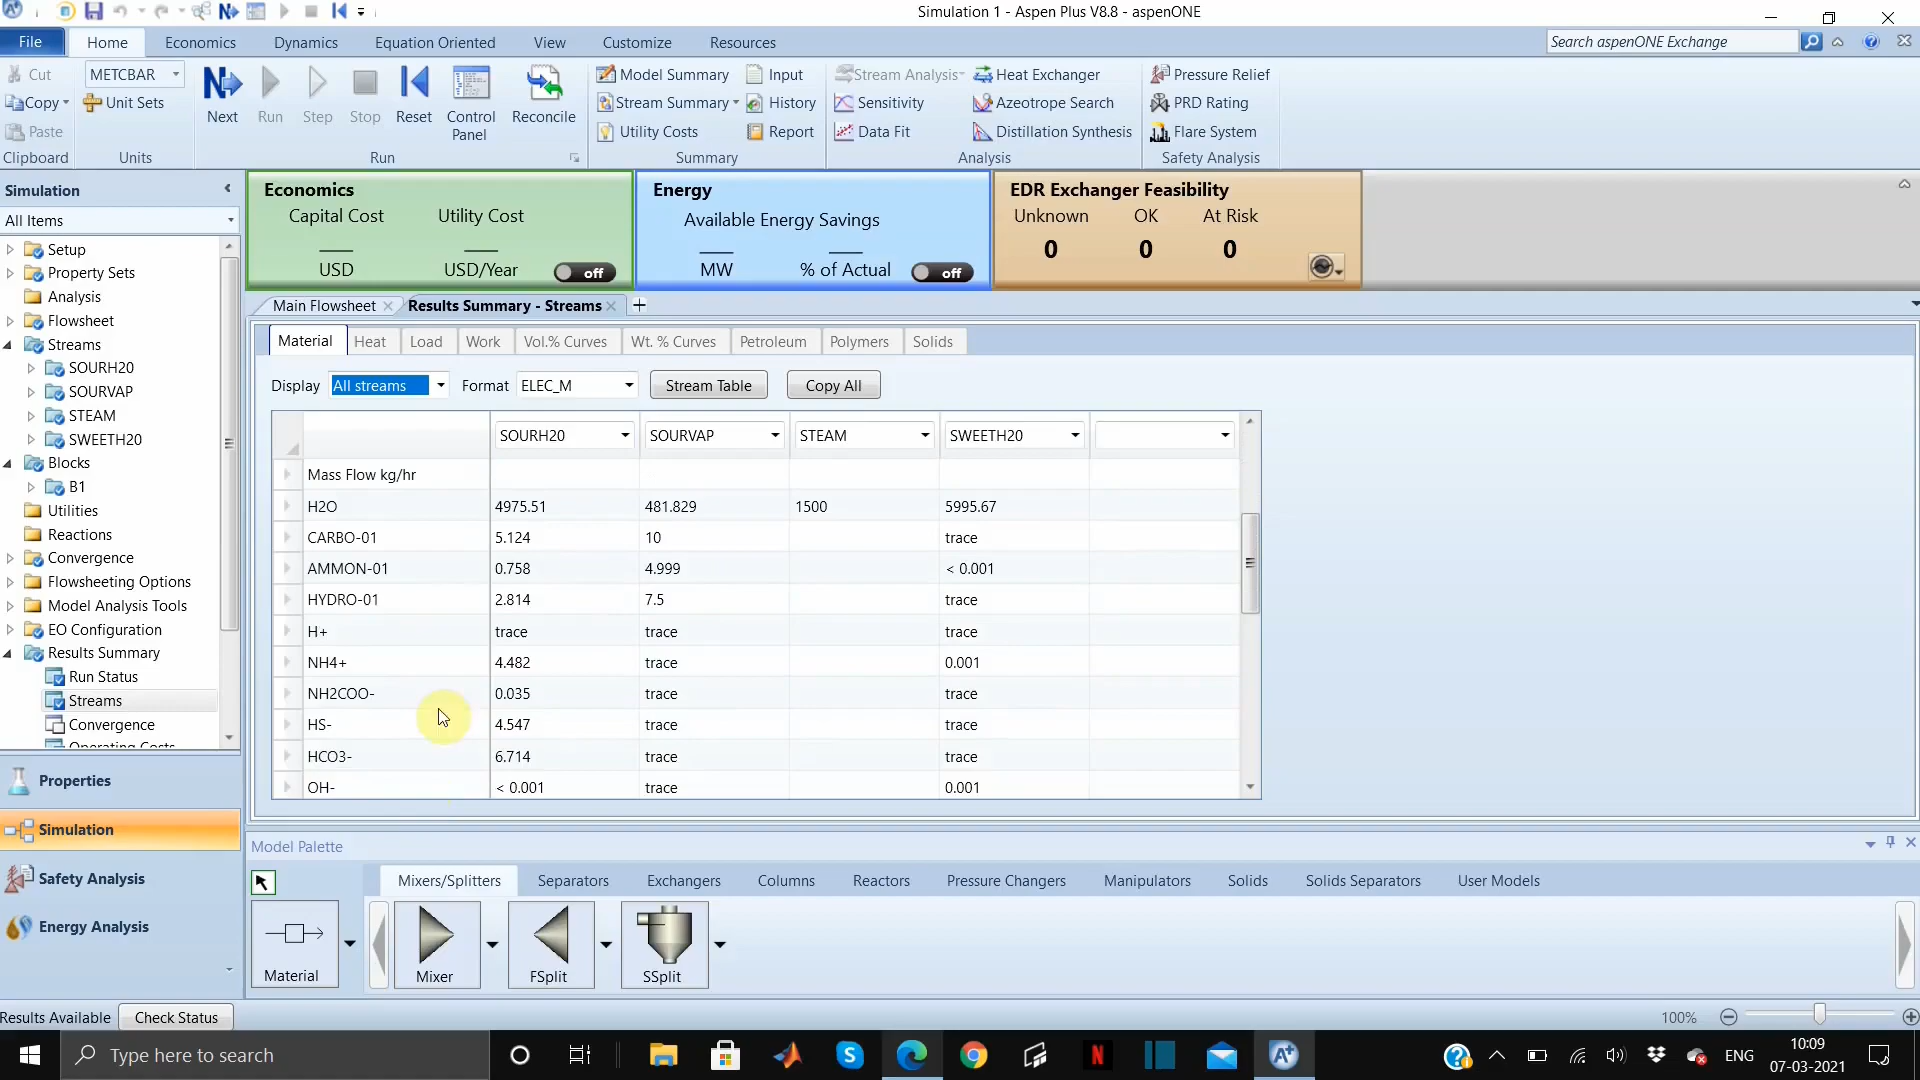 Simulation 1 - Aspen Plus V8.8 - aspenONE
File Home Economics Dynamics Equation Oriented View Customize Resources Search aspenONE Exchange
Cut METCBAR Model Summary Input Stream Analysis Heat Exchanger Pressure Relief
Copy Unit Sets Stream Summary History Sensitivity Azeotrope Search PRD Rating
Next Run Step Stop Reset Control Panel Reconcile
Paste Utility Costs Report Data Fit Distillation Synthesis Flare System
Clipboard Units Run Summary Analysis Safety Analysis
Simulation
All Items
Setup
Property Sets
Analysis
Flowsheet
Streams
SOURH20
SOURVAP
STEAM
SWEETH20
Blocks
B1
Utilities
Reactions
Convergence
Flowsheeting Options
Model Analysis Tools
EO Configuration
Results Summary
Run Status
Streams
Convergence
Operating Costs
Properties
Simulation
Safety Analysis
Energy Analysis
Economics
Capital Cost Utility Cost
USD USD/Year off
Energy
Available Energy Savings
MW % of Actual off
EDR Exchanger Feasibility
Unknown OK At Risk
0 0 0
Main Flowsheet Results Summary - Streams
Material Heat Load Work Vol.% Curves Wt. % Curves Petroleum Polymers Solids
Display All streams Format ELEC_M Stream Table Copy All
SOURH20 SOURVAP STEAM SWEETH20
Mass Flow kg/hr
H2O 4975.51 481.829 1500 5995.67
CARBO-01 5.124 10 trace
AMMON-01 0.758 4.999 < 0.001
HYDRO-01 2.814 7.5 trace
H+ trace trace trace
NH4+ 4.482 trace 0.001
NH2COO- 0.035 trace trace
HS- 4.547 trace trace
HCO3- 6.714 trace trace
OH- < 0.001 trace 0.001
Model Palette
Mixers/Splitters Separators Exchangers Columns Reactors Pressure Changers Manipulators Solids Solids Separators User Models
Material Mixer FSplit SSplit
Results Available Check Status 100%
Type here to search
ENG
10:09
07-03-2021